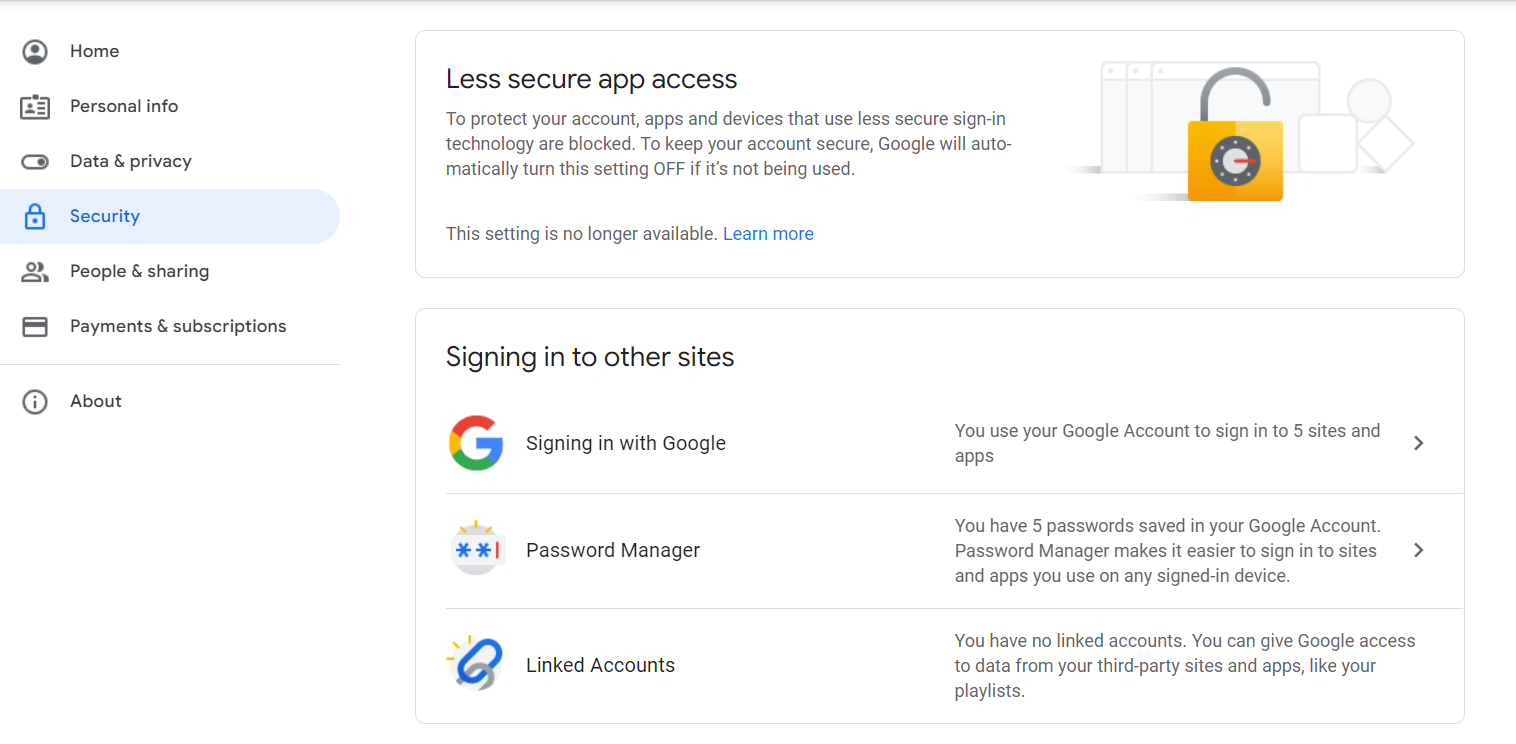 Home
Personal info
Data & privacy
Security
People & sharing
Payments & subscriptions
About
Less secure app access
To protect your account, apps and devices that use less secure sign-in
technology are blocked. To keep your account secure, Google will auto-
matically turn this setting OFF if it’s not being used.
This setting is no longer available. Learn more
Signing in to other sites
Signing in with Google
You use your Google Account to sign in to 5 sites and
apps
Password Manager
You have 5 passwords saved in your Google Account.
Password Manager makes it easier to sign in to sites
and apps you use on any signed-in device.
Linked Accounts
You have no linked accounts. You can give Google access
to data from your third-party sites and apps, like your
playlists.